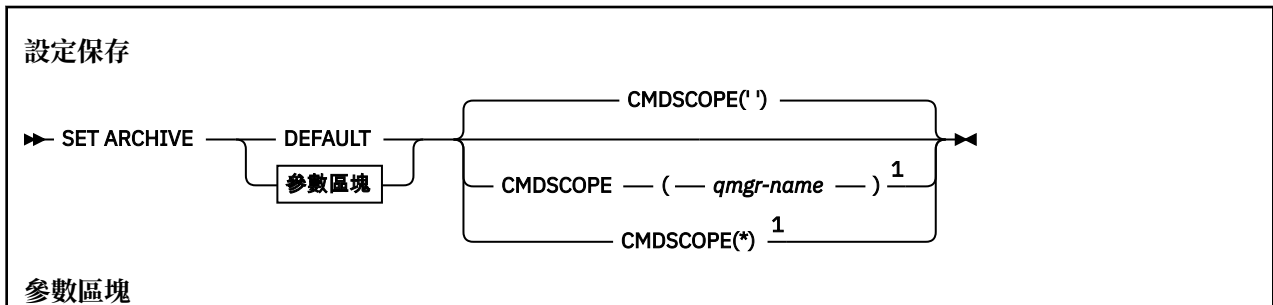 設定保存
CMDSCOPE(' ')
SET ARCHIVE DEFAULT
參數區塊
CMDSCOPE ( qmgr-name ) 1
CMDSCOPE(*) 1
參數區塊